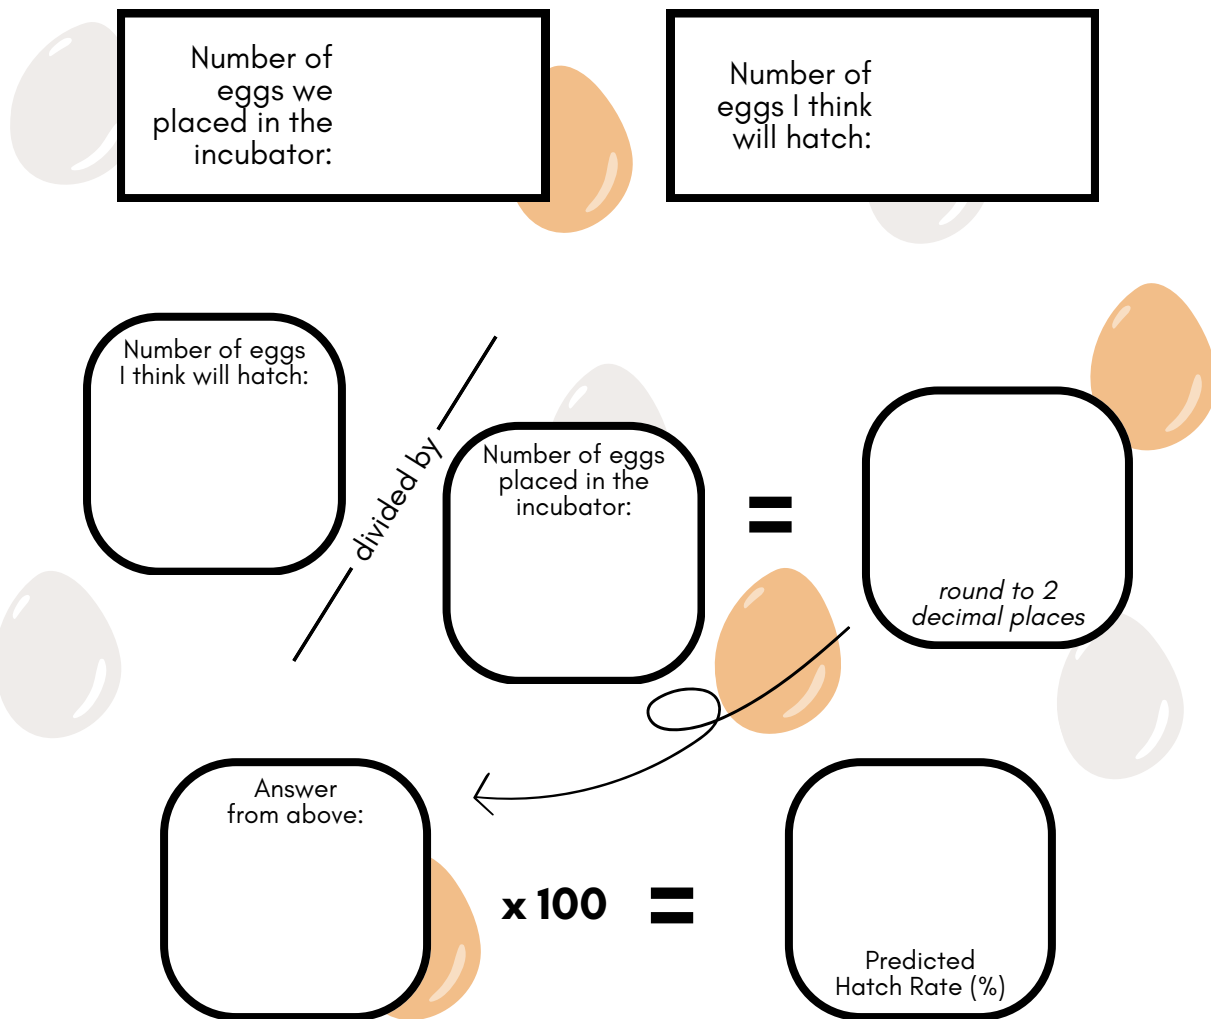 Number of
eggs we
placed in the
incubator:
Number of
eggs I think
will hatch:
Number of eggs
I think will hatch:
divided by
Number of eggs
placed in the
incubator:
=
round to 2
decimal places
Answer
from above:
x 100 =
Predicted
Hatch Rate (%)